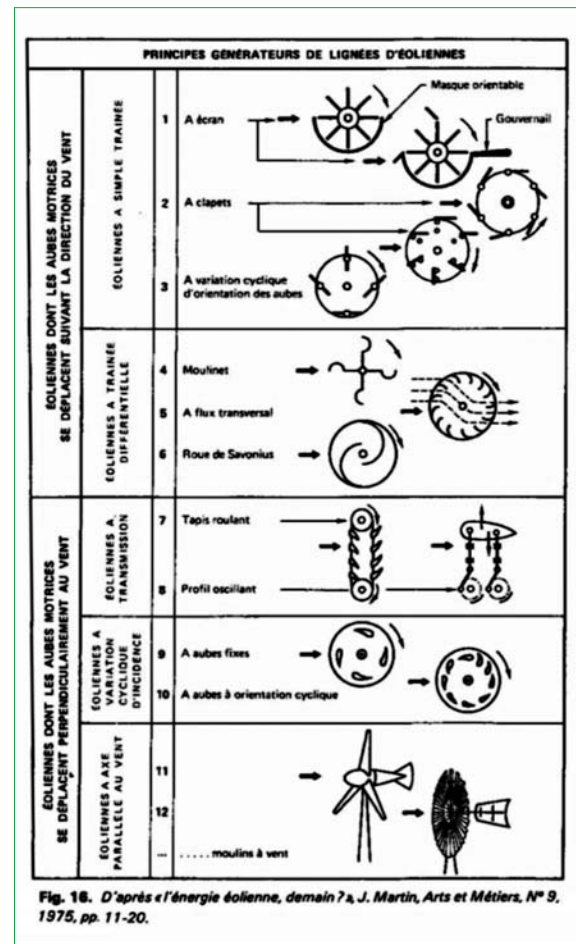 PRINCIPES GÉNÉRATEURS DE LIGNÉES D'ÉOLIENNES
ÉOLIENNES DONT LES AUBES MOTRICES
SE DÉPLACENT SUIVANT LA DIRECTION DU VENT
ÉOLIENNES A SIMPLE TRAINÉE
1 A écran
Masque orientable
Gouvernail
2 A clapets
3 A variation cyclique
d'orientation des aubes
ÉOLIENNES A TRAINÉE
DIFFÉRENTIELLE
4 Moulinet
5 A flux transversal
6 Roue de Savonius
ÉOLIENNES DONT LES AUBES MOTRICES
SE DÉPLACENT PERPENDICULAIREMENT AU VENT
ÉOLIENNES A
TRANSMISSION
7 Tapis roulant
8 Profil oscillant
ÉOLIENNES A
VARIATION
CYCLIQUE
D'INCIDENCE
9 A aubes fixes
10 A aubes à orientation cyclique
ÉOLIENNES A AXE
PARALLÈLE AU VENT
11
12
... ..... moulins à vent
Fig. 16. D'après « l'énergie éolienne, demain ? », J. Martin, Arts et Métiers, N° 9,
1975, pp. 11-20.